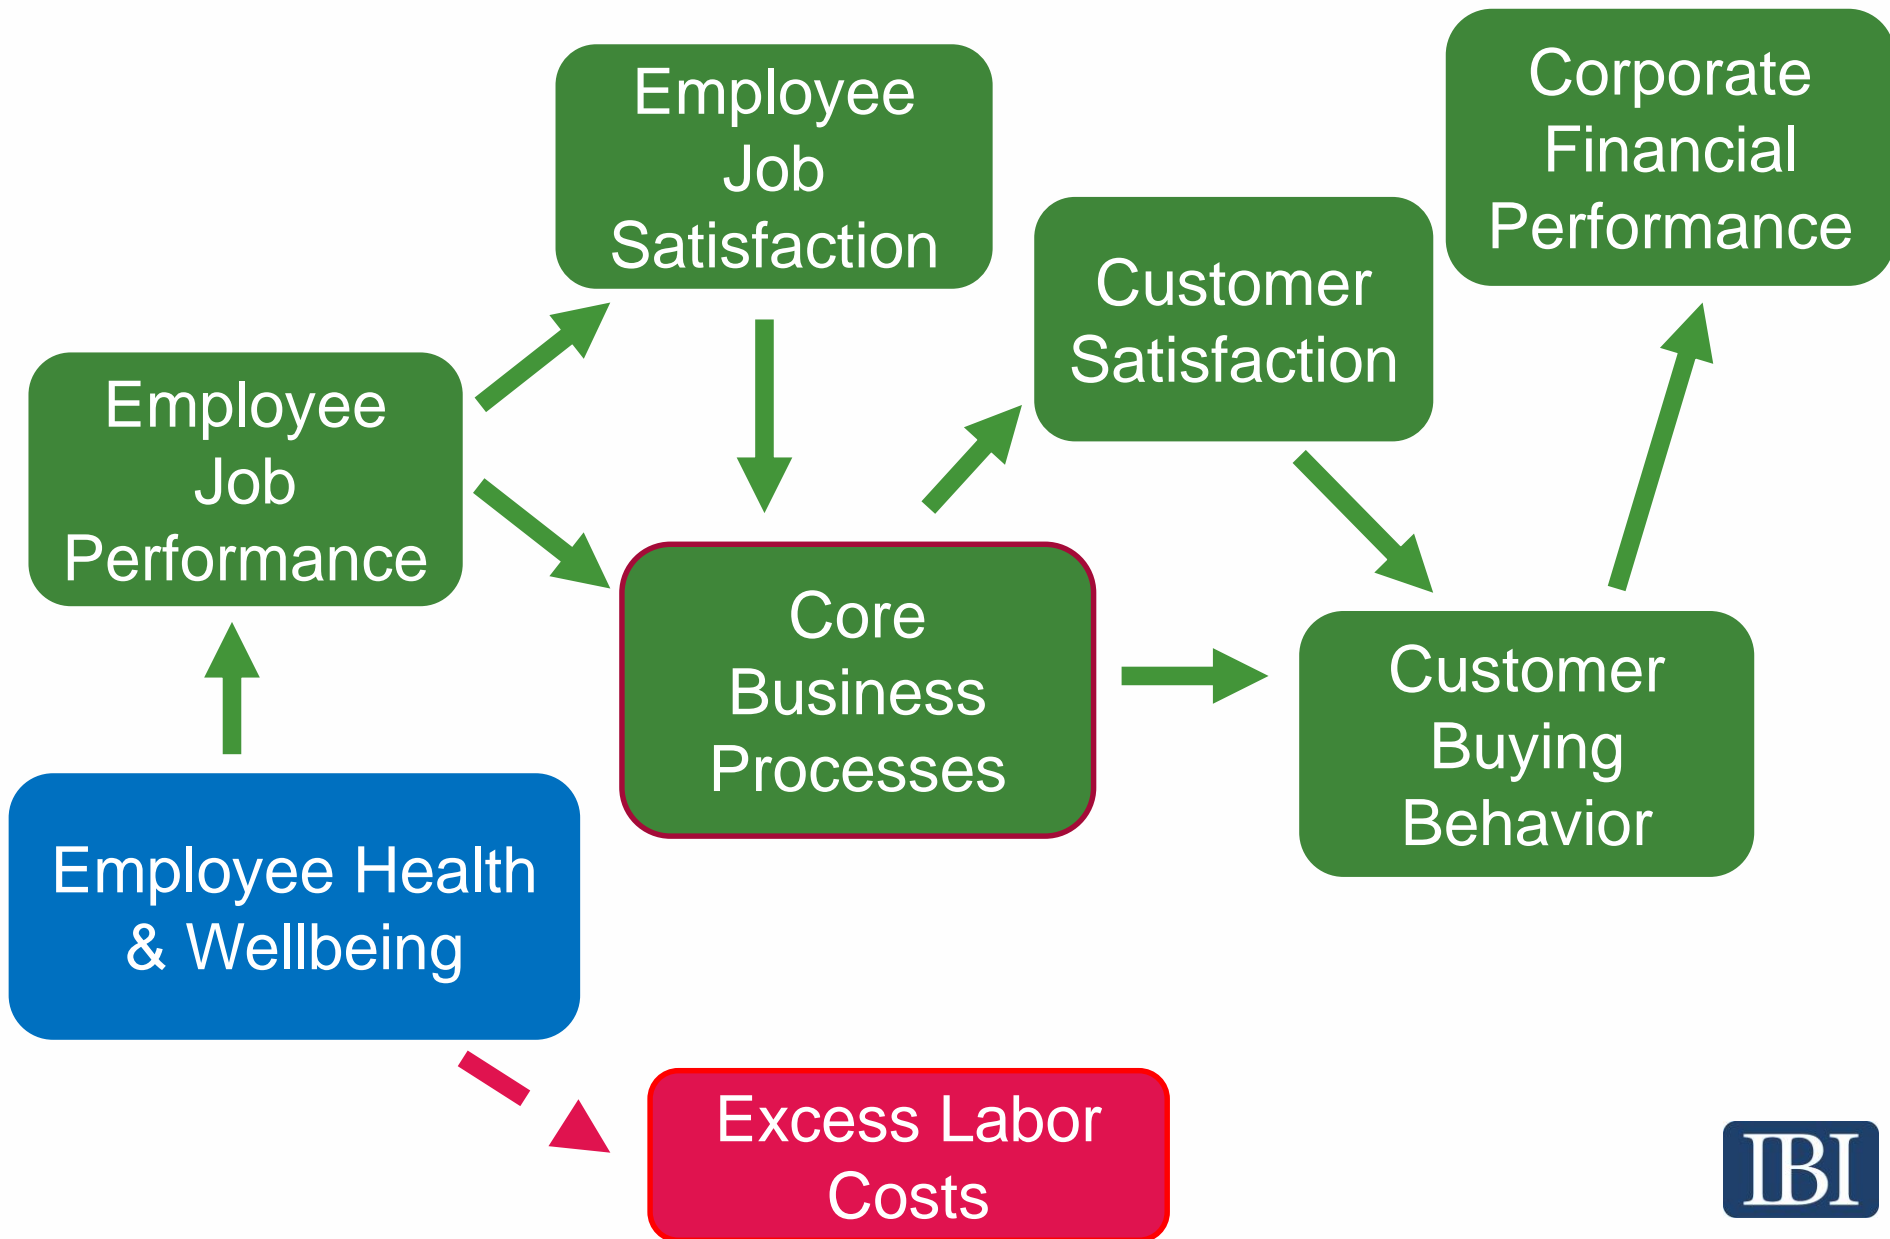 Employee
Job
Satisfaction
Corporate
Financial
Performance
Customer
Satisfaction
Employee
Job
Performance
Core
Business
Processes
Customer
Buying
Behavior
Employee Health
& Wellbeing
Excess Labor
Costs
IBI